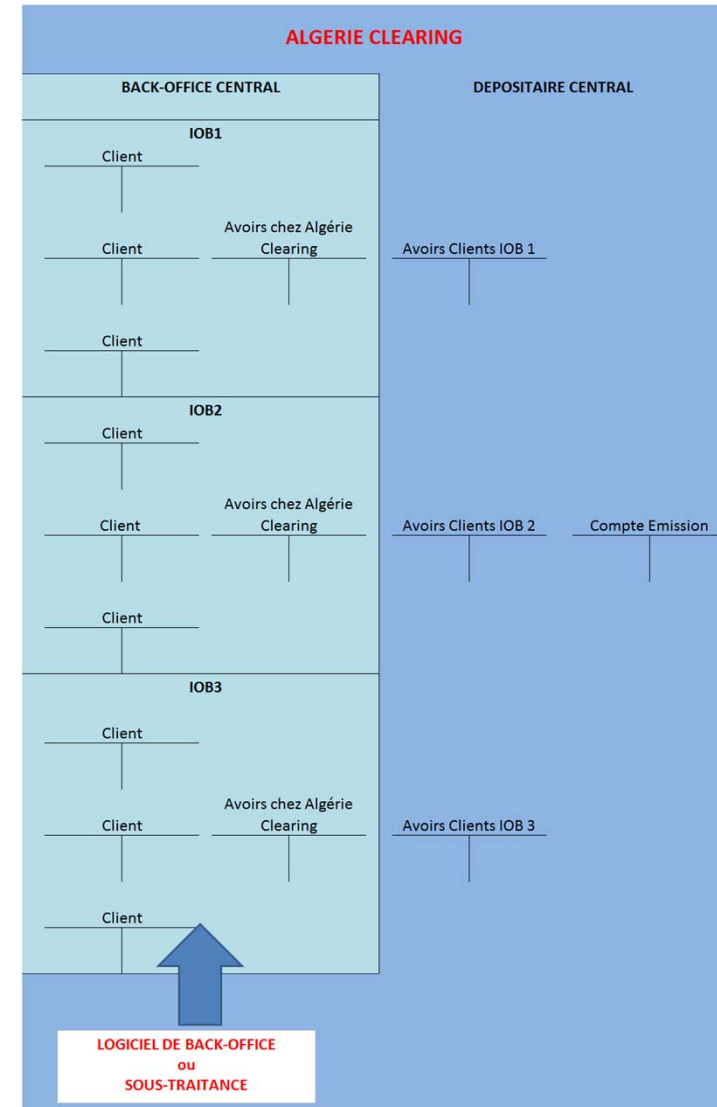 ALGERIE CLEARING
BACK-OFFICE CENTRAL
DEPOSITAIRE CENTRAL
IOB1
Client
Client
Avoirs chez Algérie
Clearing
Avoirs Clients IOB 1
Client
IOB2
Client
Client
Avoirs chez Algérie
Clearing
Avoirs Clients IOB 2
Compte Emission
Client
IOB3
Client
Client
Avoirs chez Algérie
Clearing
Avoirs Clients IOB 3
Client
LOGICIEL DE BACK-OFFICE
ou
SOUS-TRAITANCE